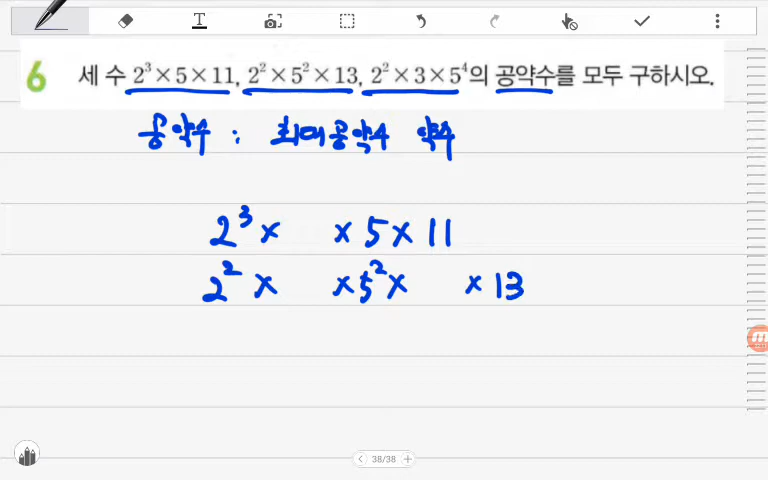 6 세 수 2³×5×11, 2²×5²×13, 2²×3×5⁴의 공약수를 모두 구하시오.
공약수 : 최대공약수 약수
2³× ×5×11
2²× ×5²× ×13
38/38